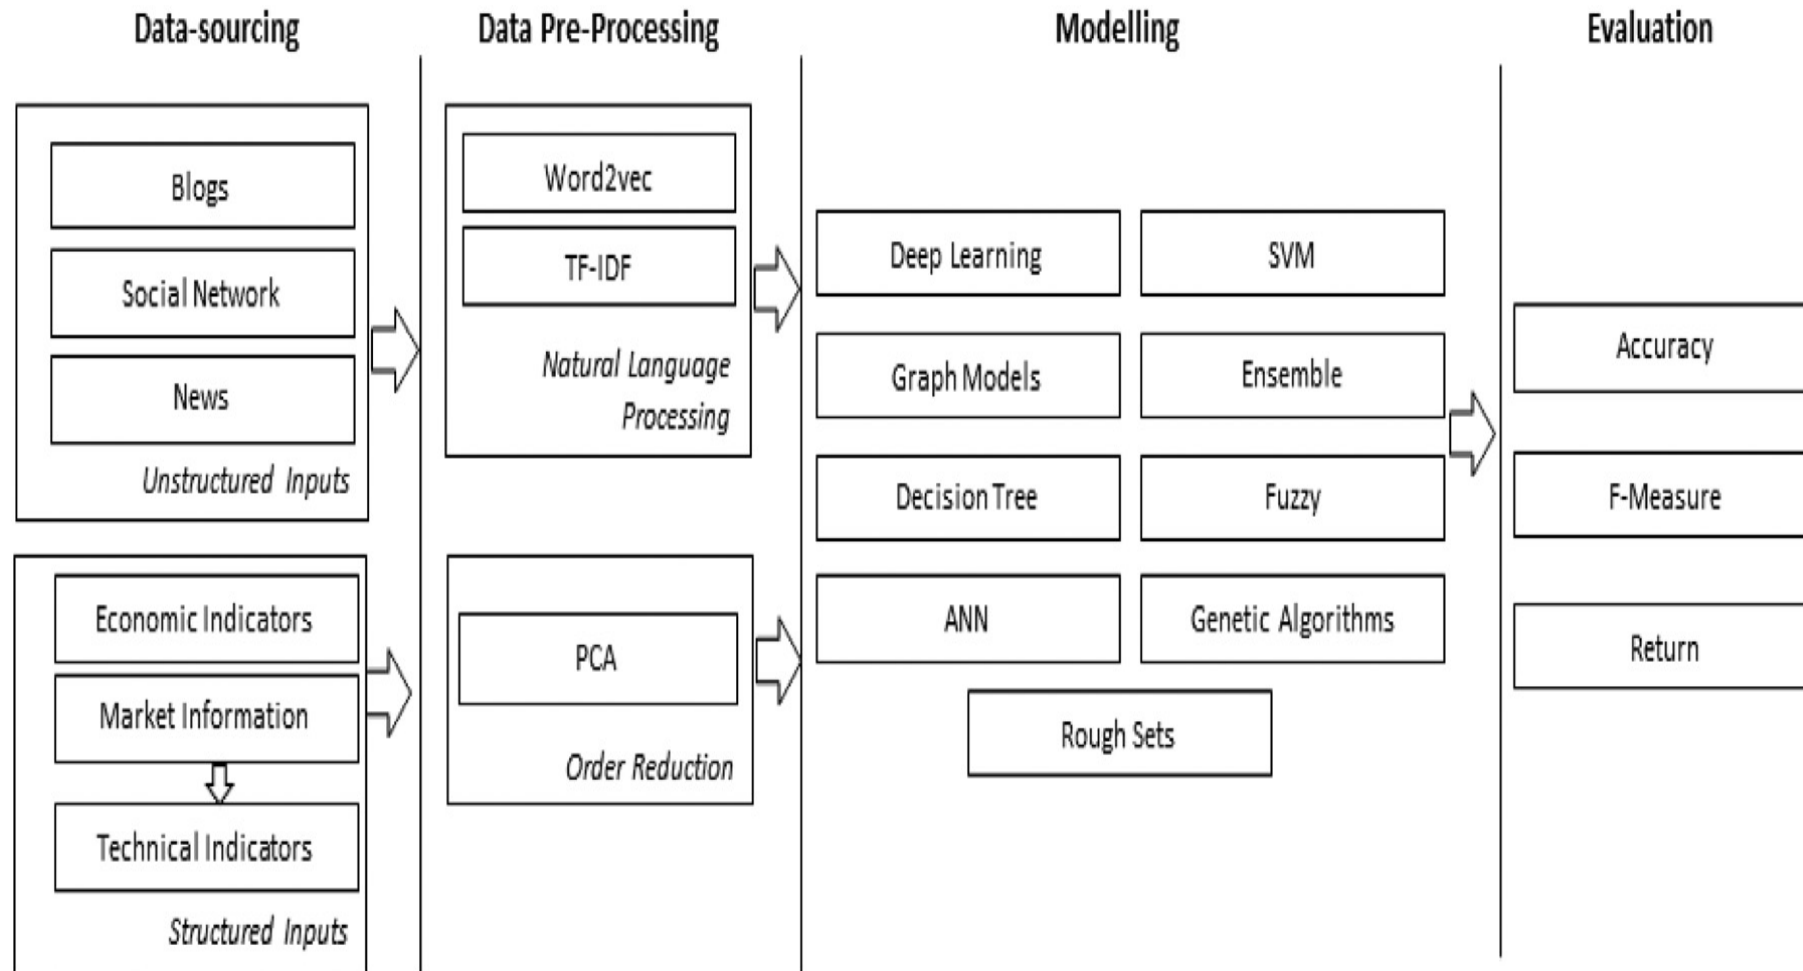 Data-sourcing
Data Pre-Processing
Modelling
Evaluation
Blogs
Social Network
News
Unstructured Inputs
Economic Indicators
Market Information
Technical Indicators
Structured Inputs
Word2vec
TF-IDF
Natural Language
Processing
PCA
Order Reduction
Deep Learning
SVM
Graph Models
Ensemble
Decision Tree
Fuzzy
ANN
Genetic Algorithms
Rough Sets
Accuracy
F-Measure
Return